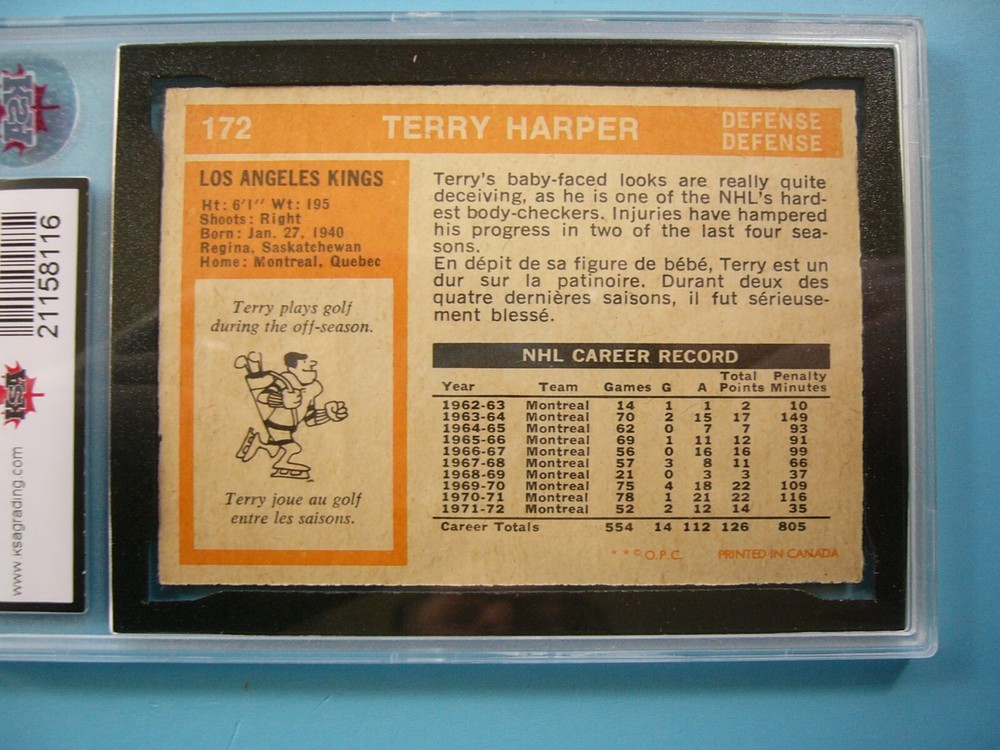 172 TERRY HARPER DEFENSE
DEFENSE
LOS ANGELES KINGS
Ht: 6'1" Wt: 195
Shoots: Right
Born: Jan. 27, 1940
Regina, Saskatchewan
Home: Montreal, Quebec
Terry plays golf
during the off-season.
Terry joue au golf
entre les saisons.
Terry's baby-faced looks are really quite
deceiving, as he is one of the NHL's hard-
est body-checkers. Injuries have hampered
his progress in two of the last four sea-
sons.
En dépit de sa figure de bébé, Terry est un
dur sur la patinoire. Durant deux des
quatre dernières saisons, il fut sérieuse-
ment blessé.
NHL CAREER RECORD
Year Team Games G A Total Points Penalty Minutes
1962-63 Montreal 14 1 1 2 10
1963-64 Montreal 70 2 15 17 149
1964-65 Montreal 62 0 7 7 93
1965-66 Montreal 69 1 11 12 91
1966-67 Montreal 56 0 16 16 99
1967-68 Montreal 57 3 8 11 66
1968-69 Montreal 21 0 3 3 37
1969-70 Montreal 75 4 18 22 109
1970-71 Montreal 78 1 21 22 116
1971-72 Montreal 52 2 12 14 35
Career Totals 554 14 112 126 805
* * © O.P.C. PRINTED IN CANADA
KSA
21158116
KSA
www.ksagrading.com